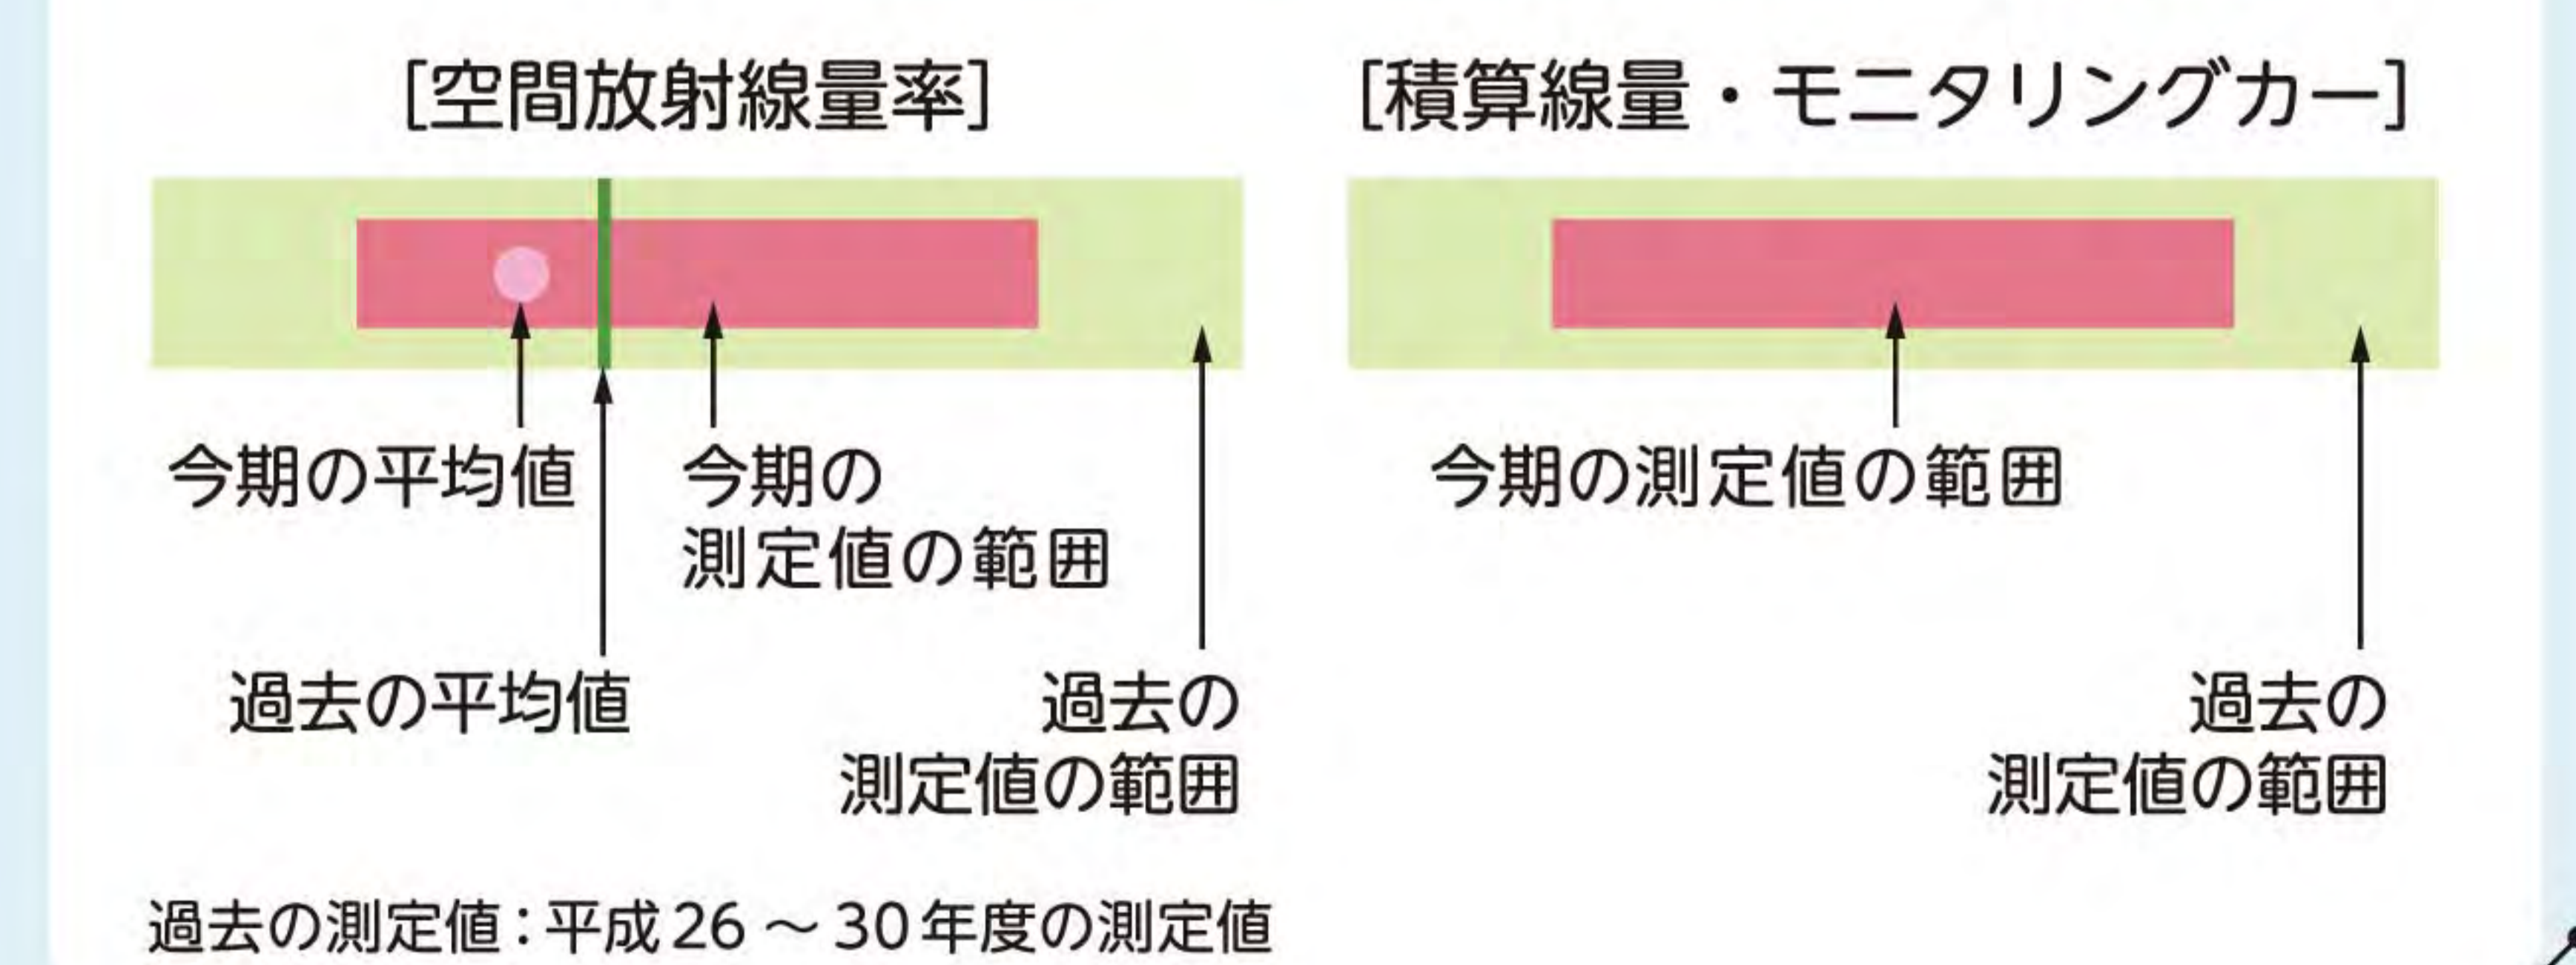 [空間放射線量率]
今期の平均値
今期の
測定値の範囲
過去の平均値
過去の
測定値の範囲
[積算線量・モニタリングカー]
今期の測定値の範囲
過去の
測定値の範囲
過去の測定値：平成26～30年度の測定値